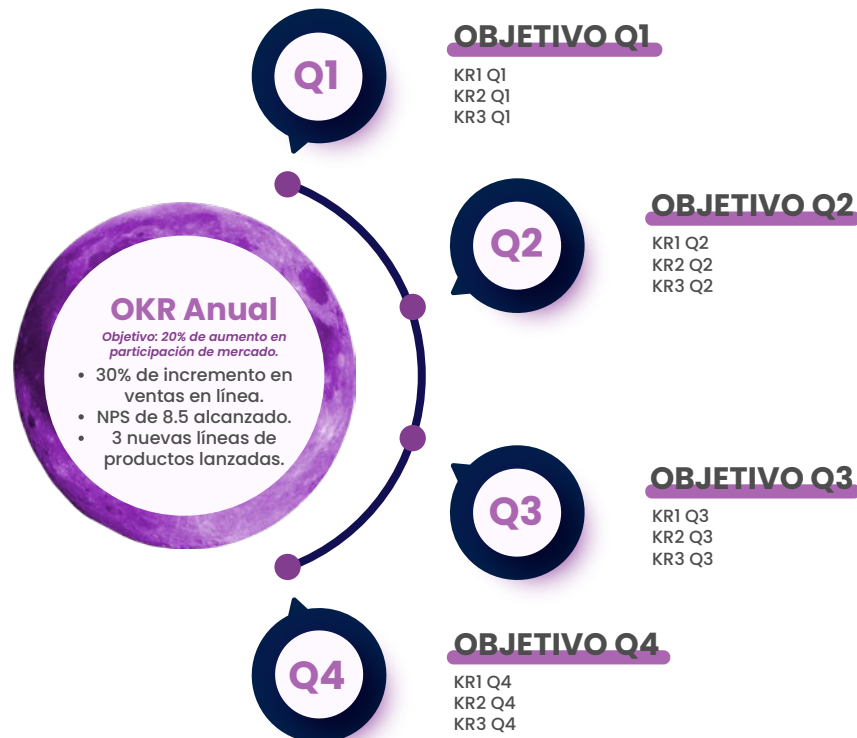 Q1
OBJETIVO Q1
KR1 Q1
KR2 Q1
KR3 Q1
Q2
OBJETIVO Q2
KR1 Q2
KR2 Q2
KR3 Q2
OKR Anual
Objetivo: 20% de aumento en
participación de mercado.
• 30% de incremento en
ventas en línea.
• NPS de 8.5 alcanzado.
• 3 nuevas líneas de
productos lanzadas.
Q3
OBJETIVO Q3
KR1 Q3
KR2 Q3
KR3 Q3
Q4
OBJETIVO Q4
KR1 Q4
KR2 Q4
KR3 Q4